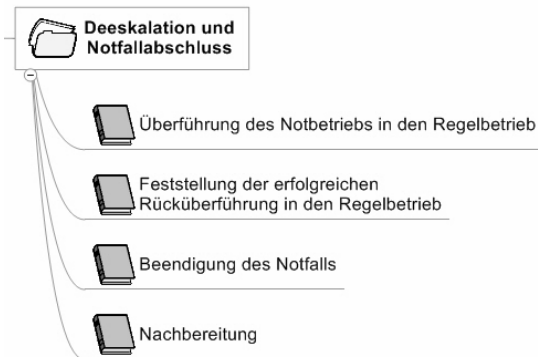 Deeskalation und
Notfallabschluss
Überführung des Notbetriebs in den Regelbetrieb
Feststellung der erfolgreichen
Rücküberführung in den Regelbetrieb
Beendigung des Notfalls
Nachbereitung